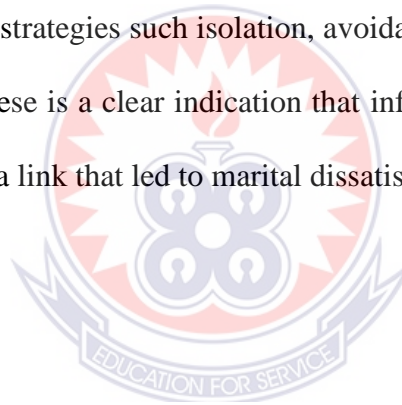 strategies such isolation, avoida
ese is a clear indication that inf
a link that led to marital dissatis
EDUCATION FOR SERVICE